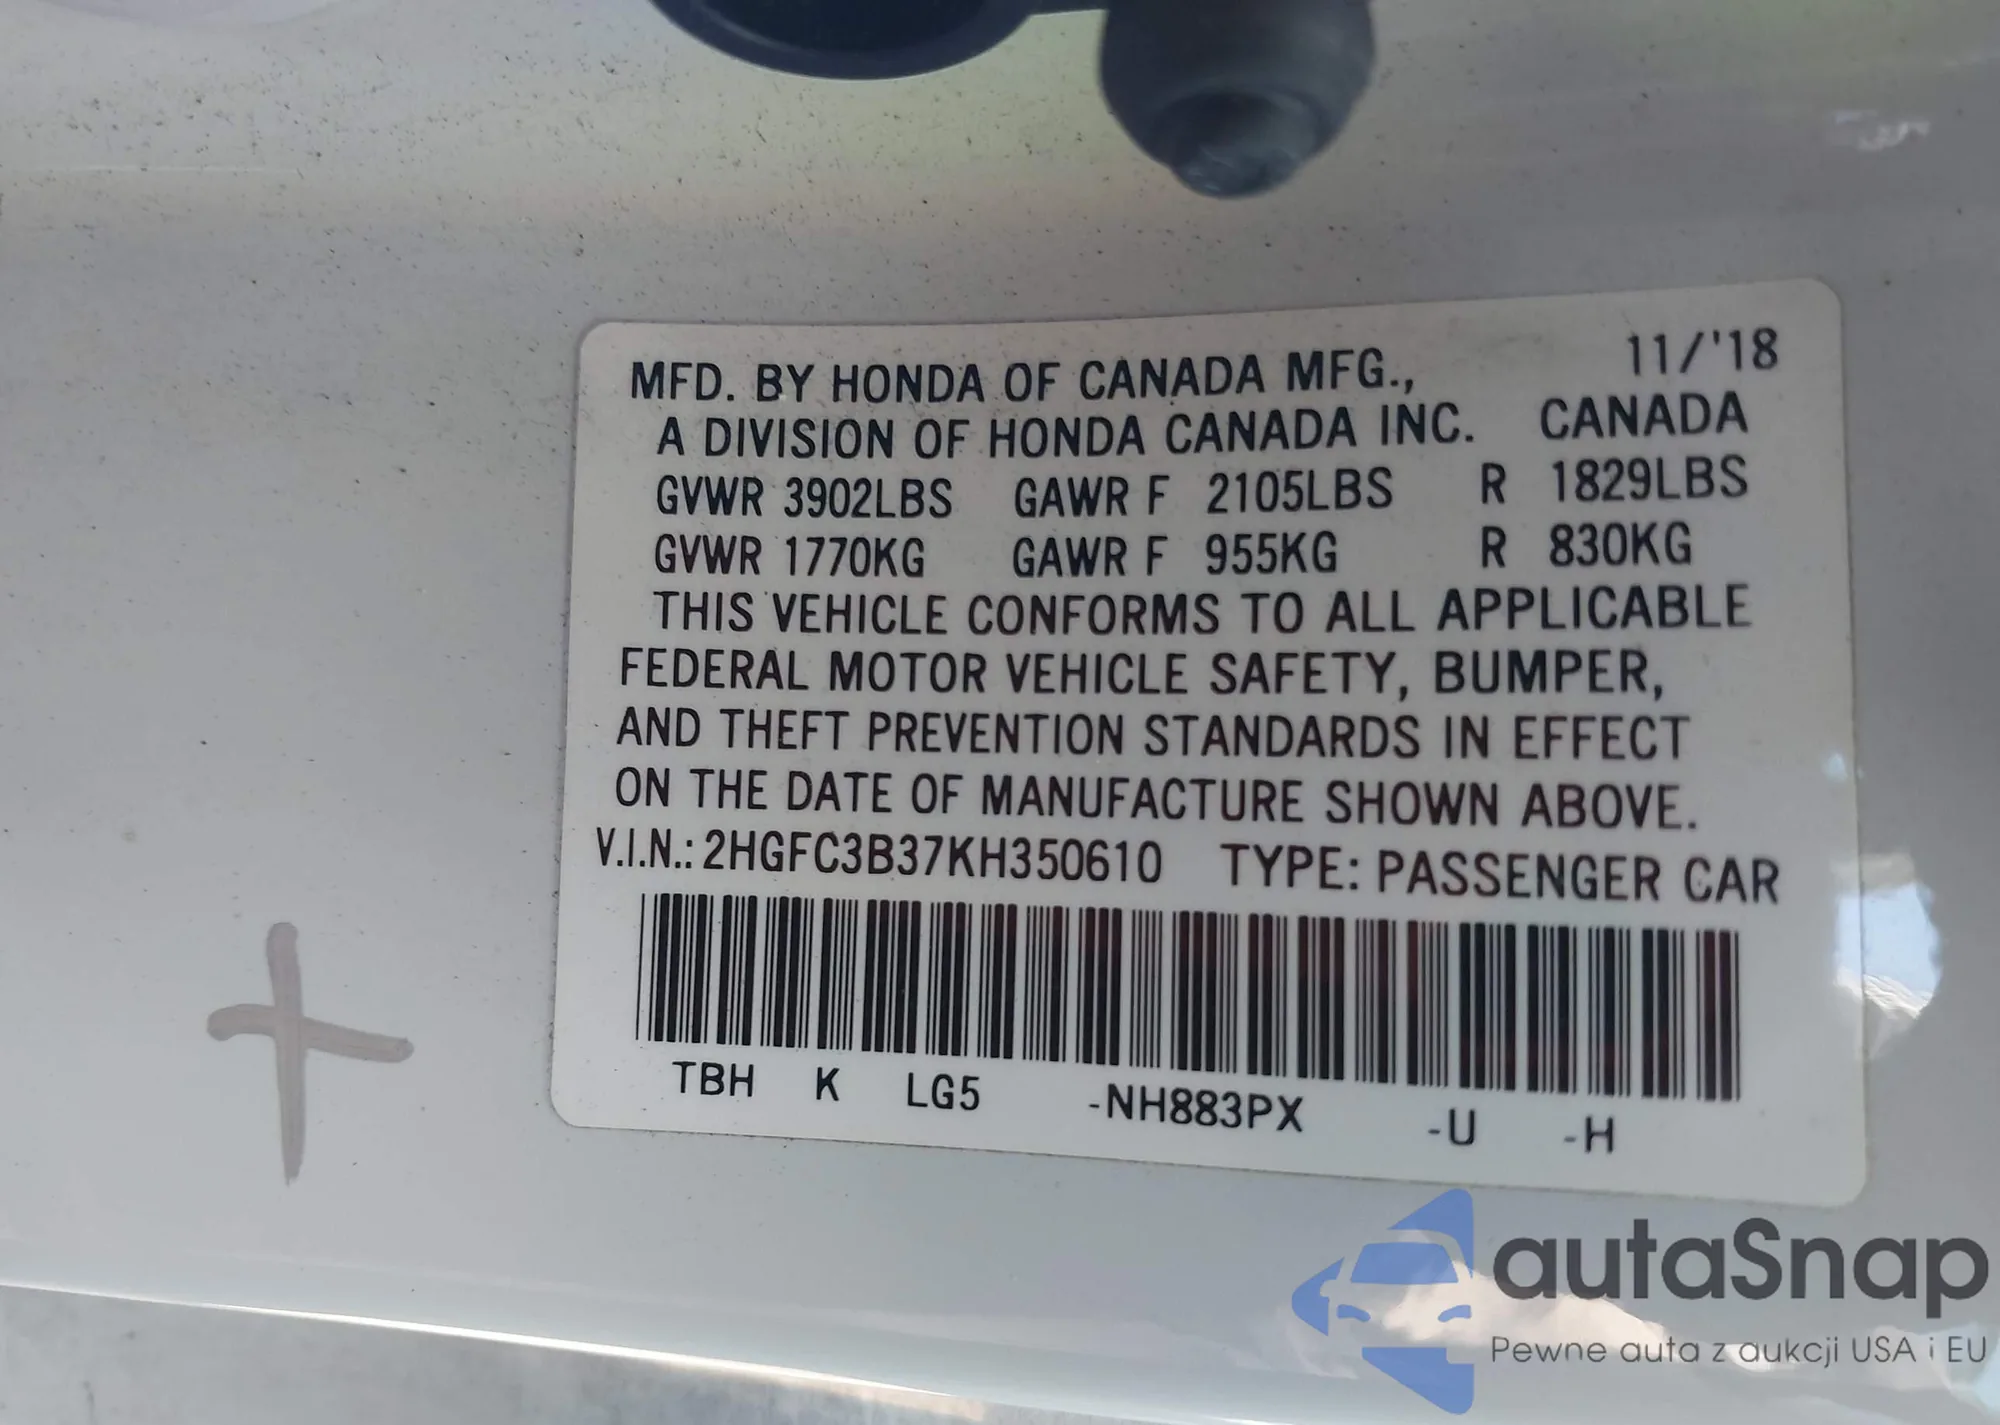 MFD. BY HONDA OF CANADA MFG., 11/'18
A DIVISION OF HONDA CANADA INC. CANADA
GVWR 3902LBS GAWR F 2105LBS R 1829LBS
GVWR 1770KG GAWR F 955KG R 830KG
THIS VEHICLE CONFORMS TO ALL APPLICABLE
FEDERAL MOTOR VEHICLE SAFETY, BUMPER,
AND THEFT PREVENTION STANDARDS IN EFFECT
ON THE DATE OF MANUFACTURE SHOWN ABOVE.
V.I.N.: 2HGFC3B37KH350610 TYPE: PASSENGER CAR
TBH K LG5 -NH883PX -U -H
autaSnap
Pewne auta z aukcji USA i EU